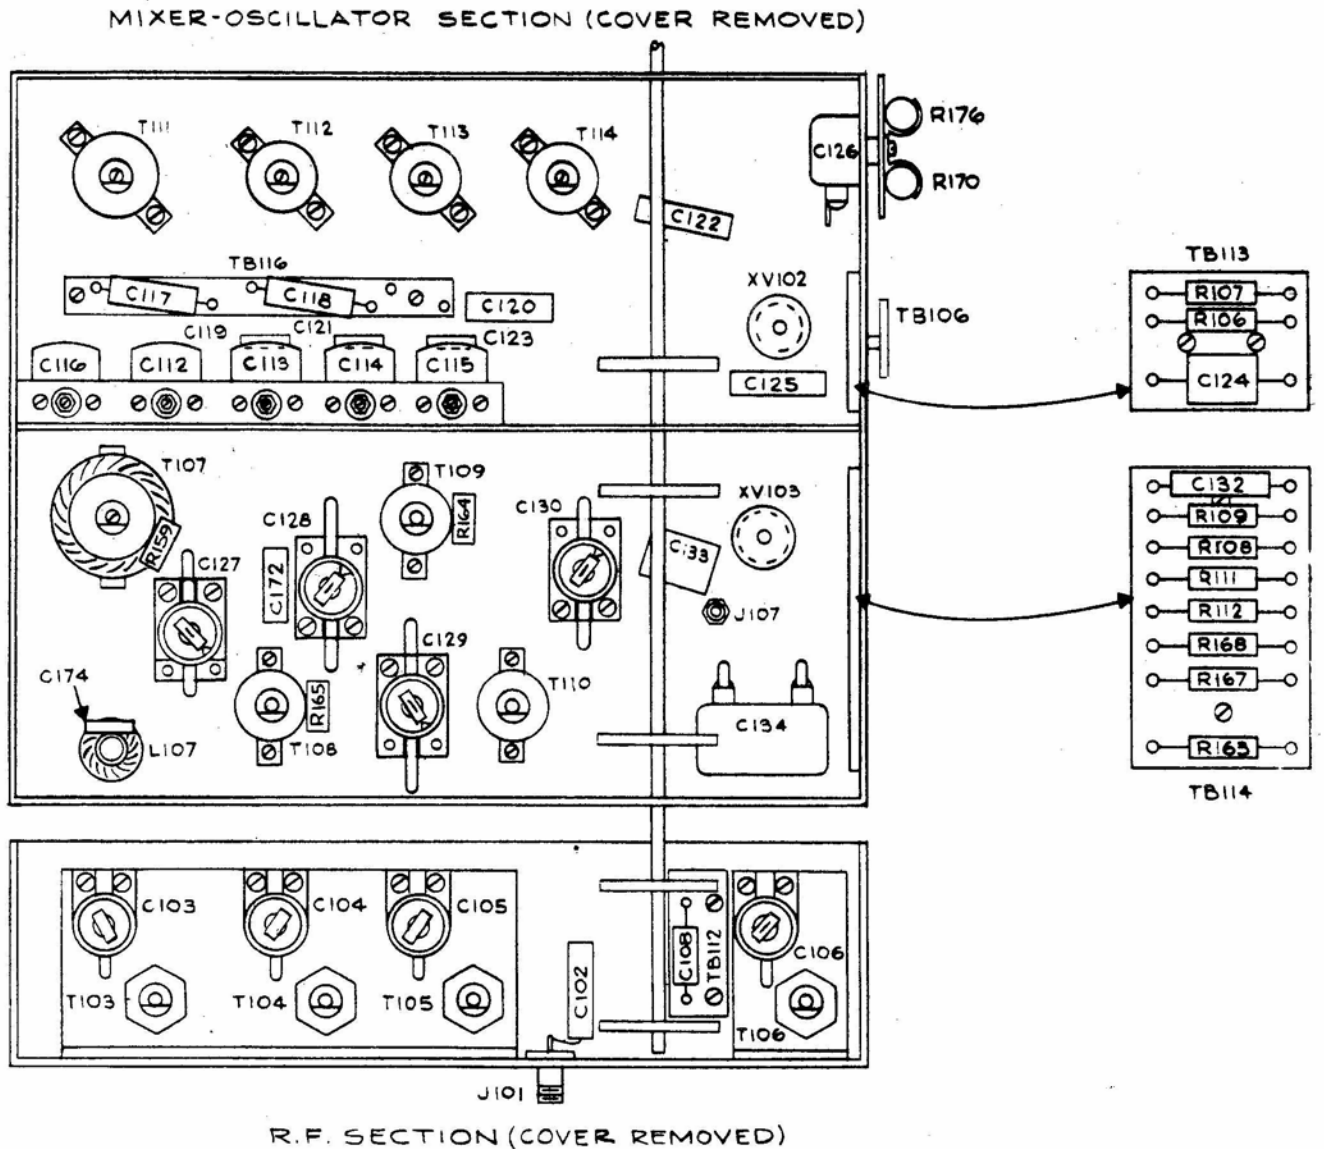 MIXER-OSCILLATOR SECTION (COVER REMOVED)
T111
T112
T113
T114
C126
R176
R170
C122
TB116
C117
C118
C120
XV102
TB106
C119
C121
C123
C116
C112
C113
C114
C115
C125
TB113
R107
R106
C124
T107
R159
C127
C128
C172
T109
R164
C130
XV103
C133
J107
C129
C174
L107
T108
R165
T110
C134
C132
R109
R108
R111
R112
R168
R167
R163
TB114
C103
C104
C105
C108
TB112
C106
T103
T104
T105
C102
T106
J101
R.F. SECTION (COVER REMOVED)